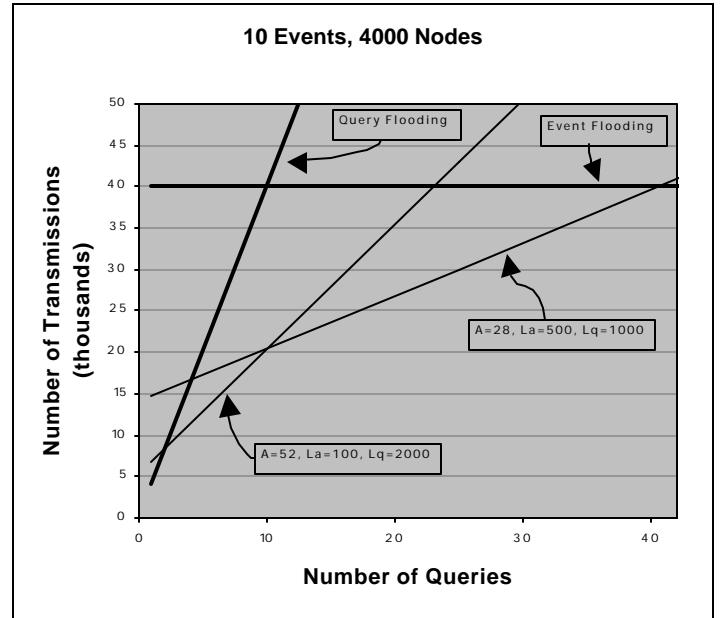 10 Events, 4000 Nodes
50
45
40
35
30
25
20
15
10
5
0
Number of Transmissions
(thousands)
Query Flooding
Event Flooding
A=28, La=500, Lq=1000
A=52, La=100, Lq=2000
0 10 20 30 40
Number of Queries